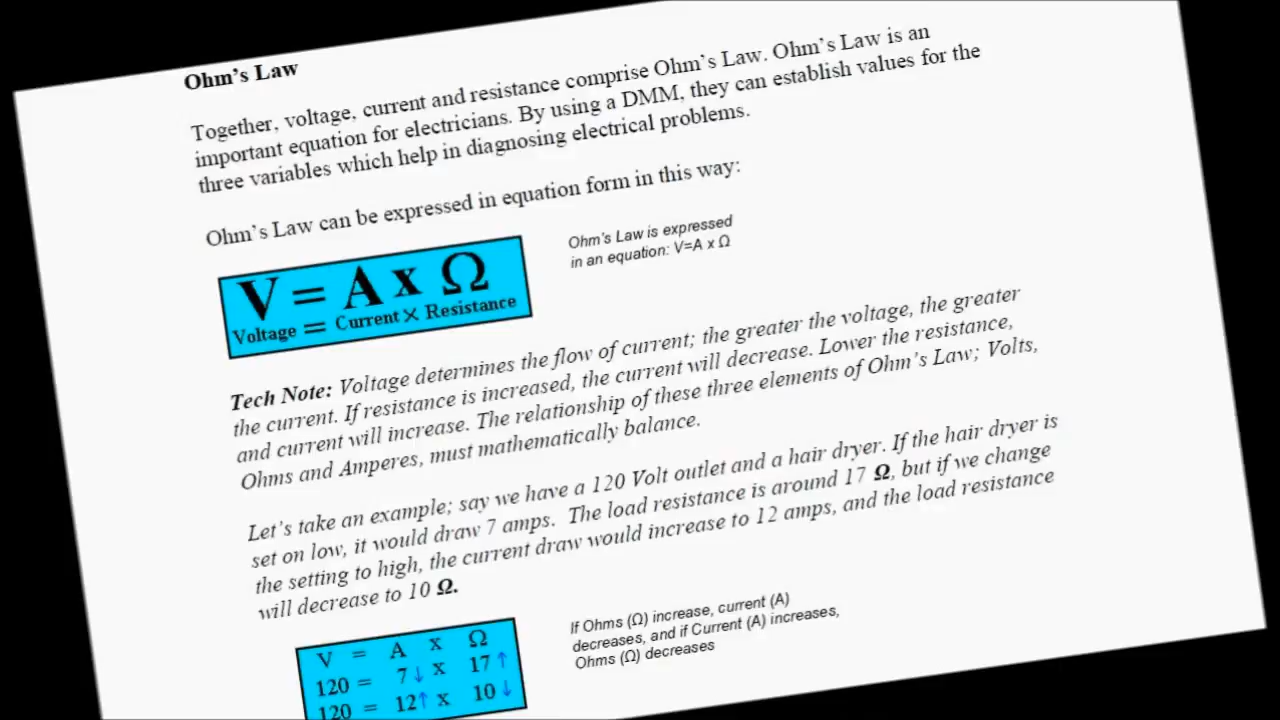 Ohm's Law
Together, voltage, current and resistance comprise Ohm's Law. Ohm's Law is an
important equation for electricians. By using a DMM, they can establish values for the
three variables which help in diagnosing electrical problems.
Ohm's Law can be expressed in equation form in this way:
V = A x Ω
Voltage = Current X Resistance
Ohm's Law is expressed
in an equation: V=A x Ω
Tech Note: Voltage determines the flow of current; the greater the voltage, the greater
the current. If resistance is increased, the current will decrease. Lower the resistance,
and current will increase. The relationship of these three elements of Ohm's Law; Volts,
Ohms and Amperes, must mathematically balance.
Let's take an example; say we have a 120 Volt outlet and a hair dryer. If the hair dryer is
set on low, it would draw 7 amps. The load resistance is around 17 Ω, but if we change
the setting to high, the current draw would increase to 12 amps, and the load resistance
will decrease to 10 Ω.
V = A x Ω
120 = 7↓ x 17↑
120 = 12↑ x 10↓
If Ohms (Ω) increase, current (A)
decreases, and if Current (A) increases,
Ohms (Ω) decreases